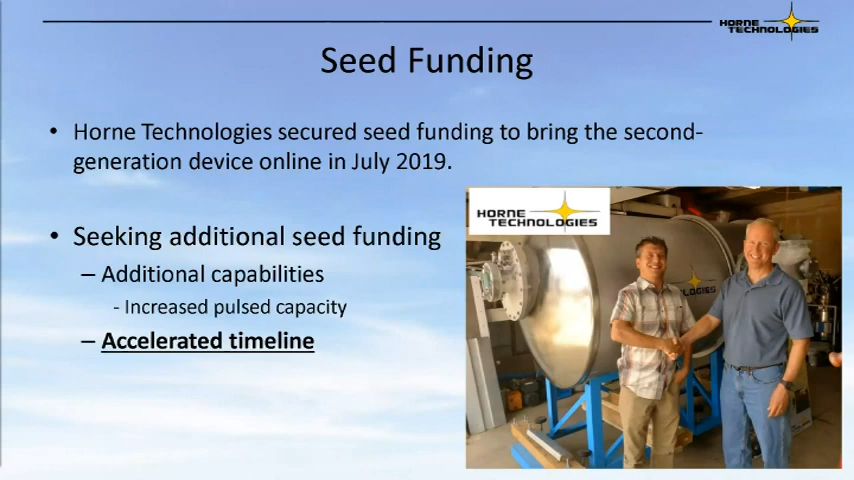 HORNE
TECHNOLOGIES
Seed Funding
• Horne Technologies secured seed funding to bring the second-
generation device online in July 2019.
• Seeking additional seed funding
– Additional capabilities
- Increased pulsed capacity
– Accelerated timeline
HORNE
TECHNOLOGIES
LOGIES